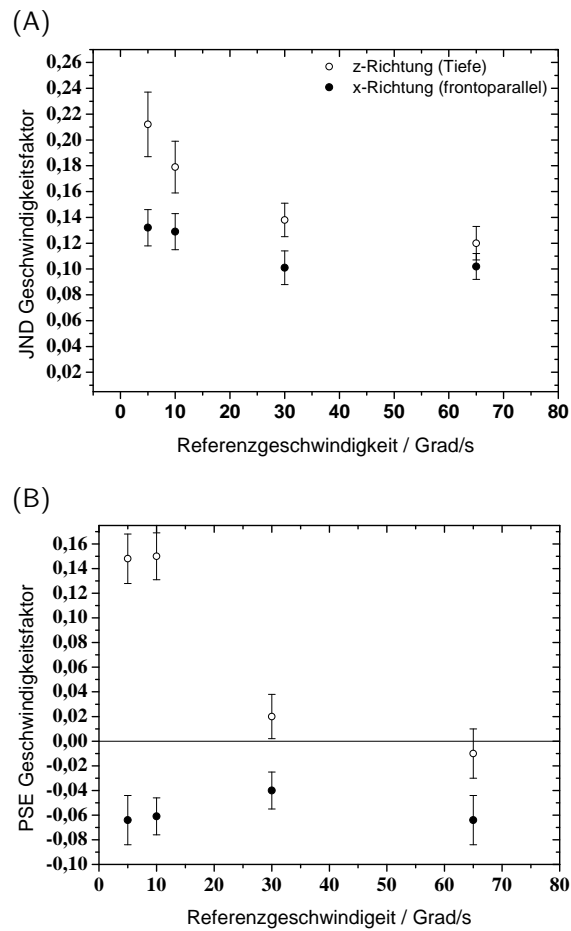 (A)
0,26
0,24
0,22
0,20
0,18
0,16
0,14
0,12
0,10
0,08
0,06
0,04
0,02
JND Geschwindigkeitsfaktor
z-Richtung (Tiefe)
x-Richtung (frontoparallel)
0 10 20 30 40 50 60 70 80
Referenzgeschwindigkeit / Grad/s
(B)
0,16
0,14
0,12
0,10
0,08
0,06
0,04
0,02
0,00
-0,02
-0,04
-0,06
-0,08
-0,10
PSE Geschwindigkeitsfaktor
0 10 20 30 40 50 60 70 80
Referenzgeschwindigeit / Grad/s